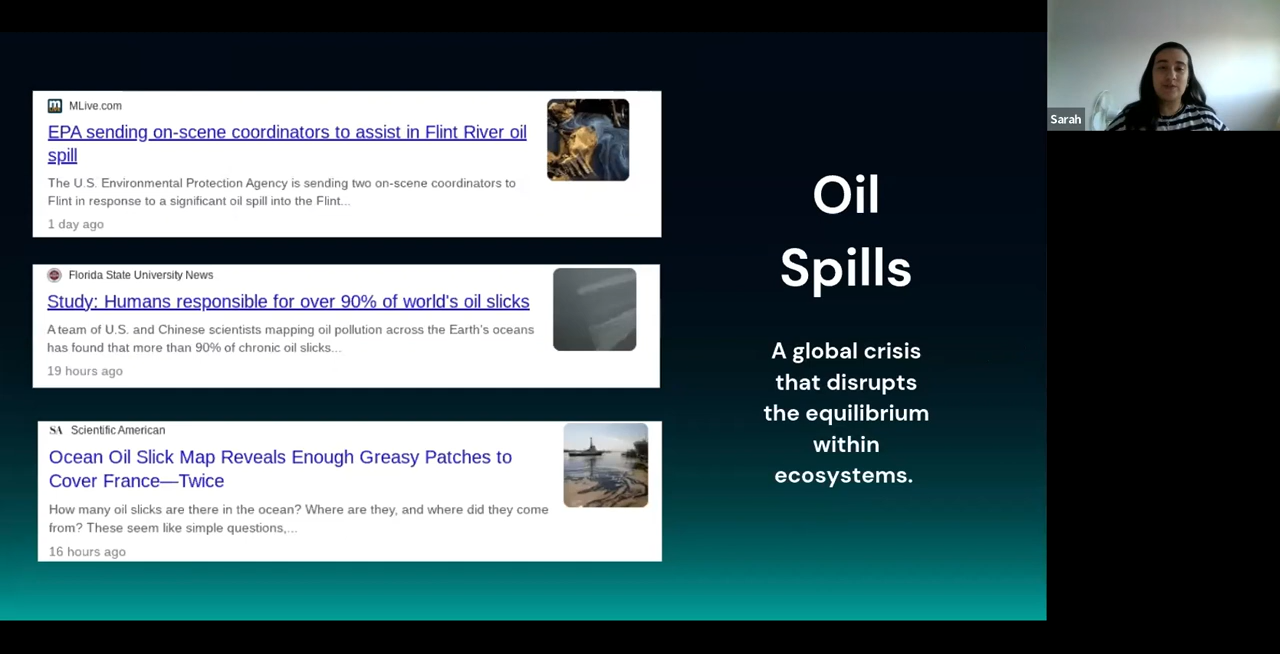 MLive.com
EPA sending on-scene coordinators to assist in Flint River oil
spill
The U.S. Environmental Protection Agency is sending two on-scene coordinators to
Flint in response to a significant oil spill into the Flint...
1 day ago
Florida State University News
Study: Humans responsible for over 90% of world's oil slicks
A team of U.S. and Chinese scientists mapping oil pollution across the Earth's oceans
has found that more than 90% of chronic oil slicks...
19 hours ago
SA Scientific American
Ocean Oil Slick Map Reveals Enough Greasy Patches to
Cover France—Twice
How many oil slicks are there in the ocean? Where are they, and where did they come
from? These seem like simple questions,...
16 hours ago
Oil
Spills
A global crisis
that disrupts
the equilibrium
within
ecosystems.
Sarah